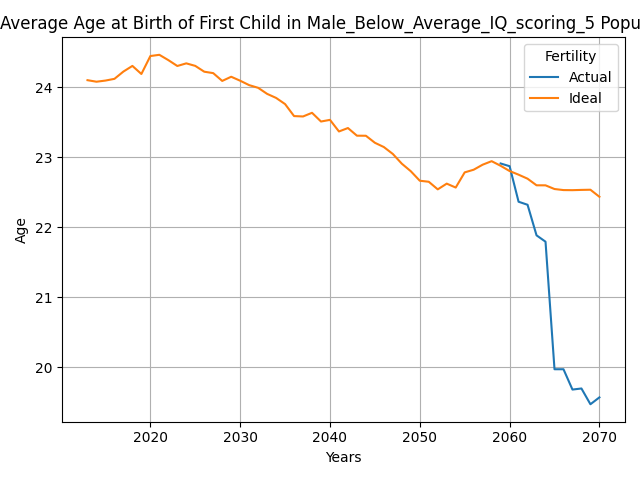 Average Age at Birth of First Child in Male_Below_Average_IQ_scoring_5 Popu
Fertility
Actual
Ideal
24
23
22
21
20
Age
2020 2030 2040 2050 2060 2070
Years